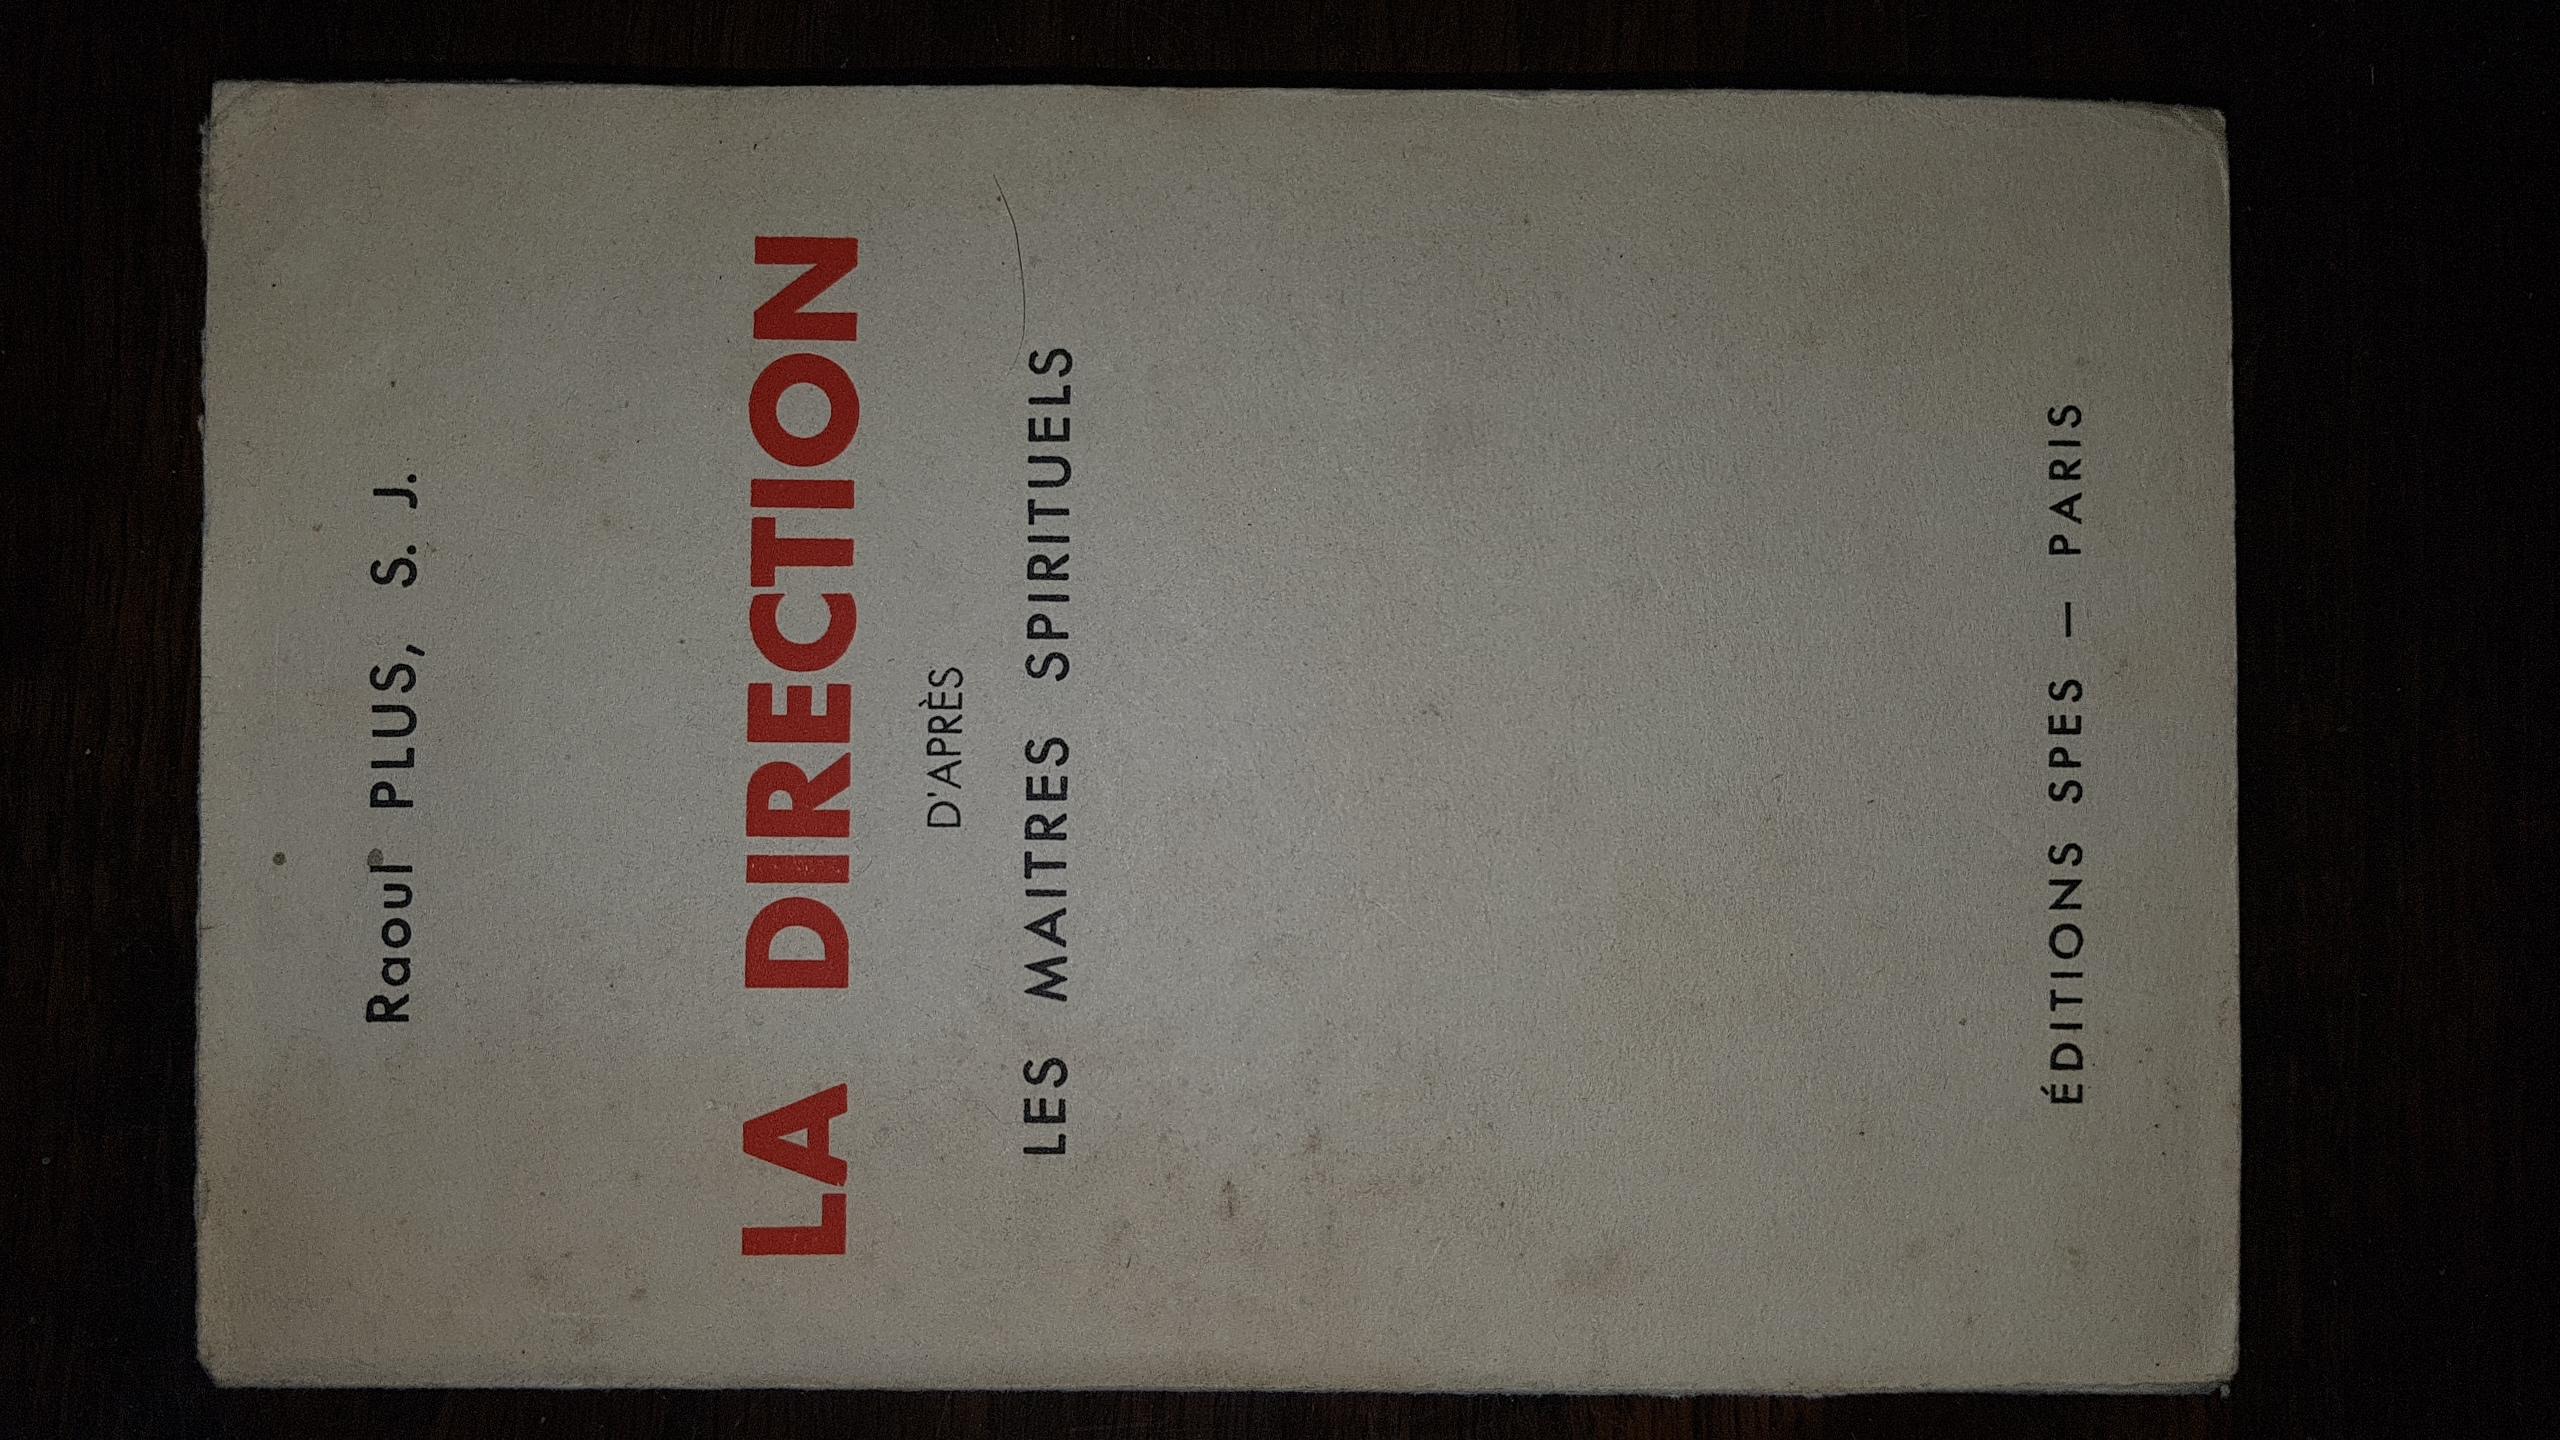 Raoul PLUS, S. J.
LA DIRECTION
D'APRÈS
LES MAITRES SPIRITUELS
ÉDITIONS SPES — PARIS